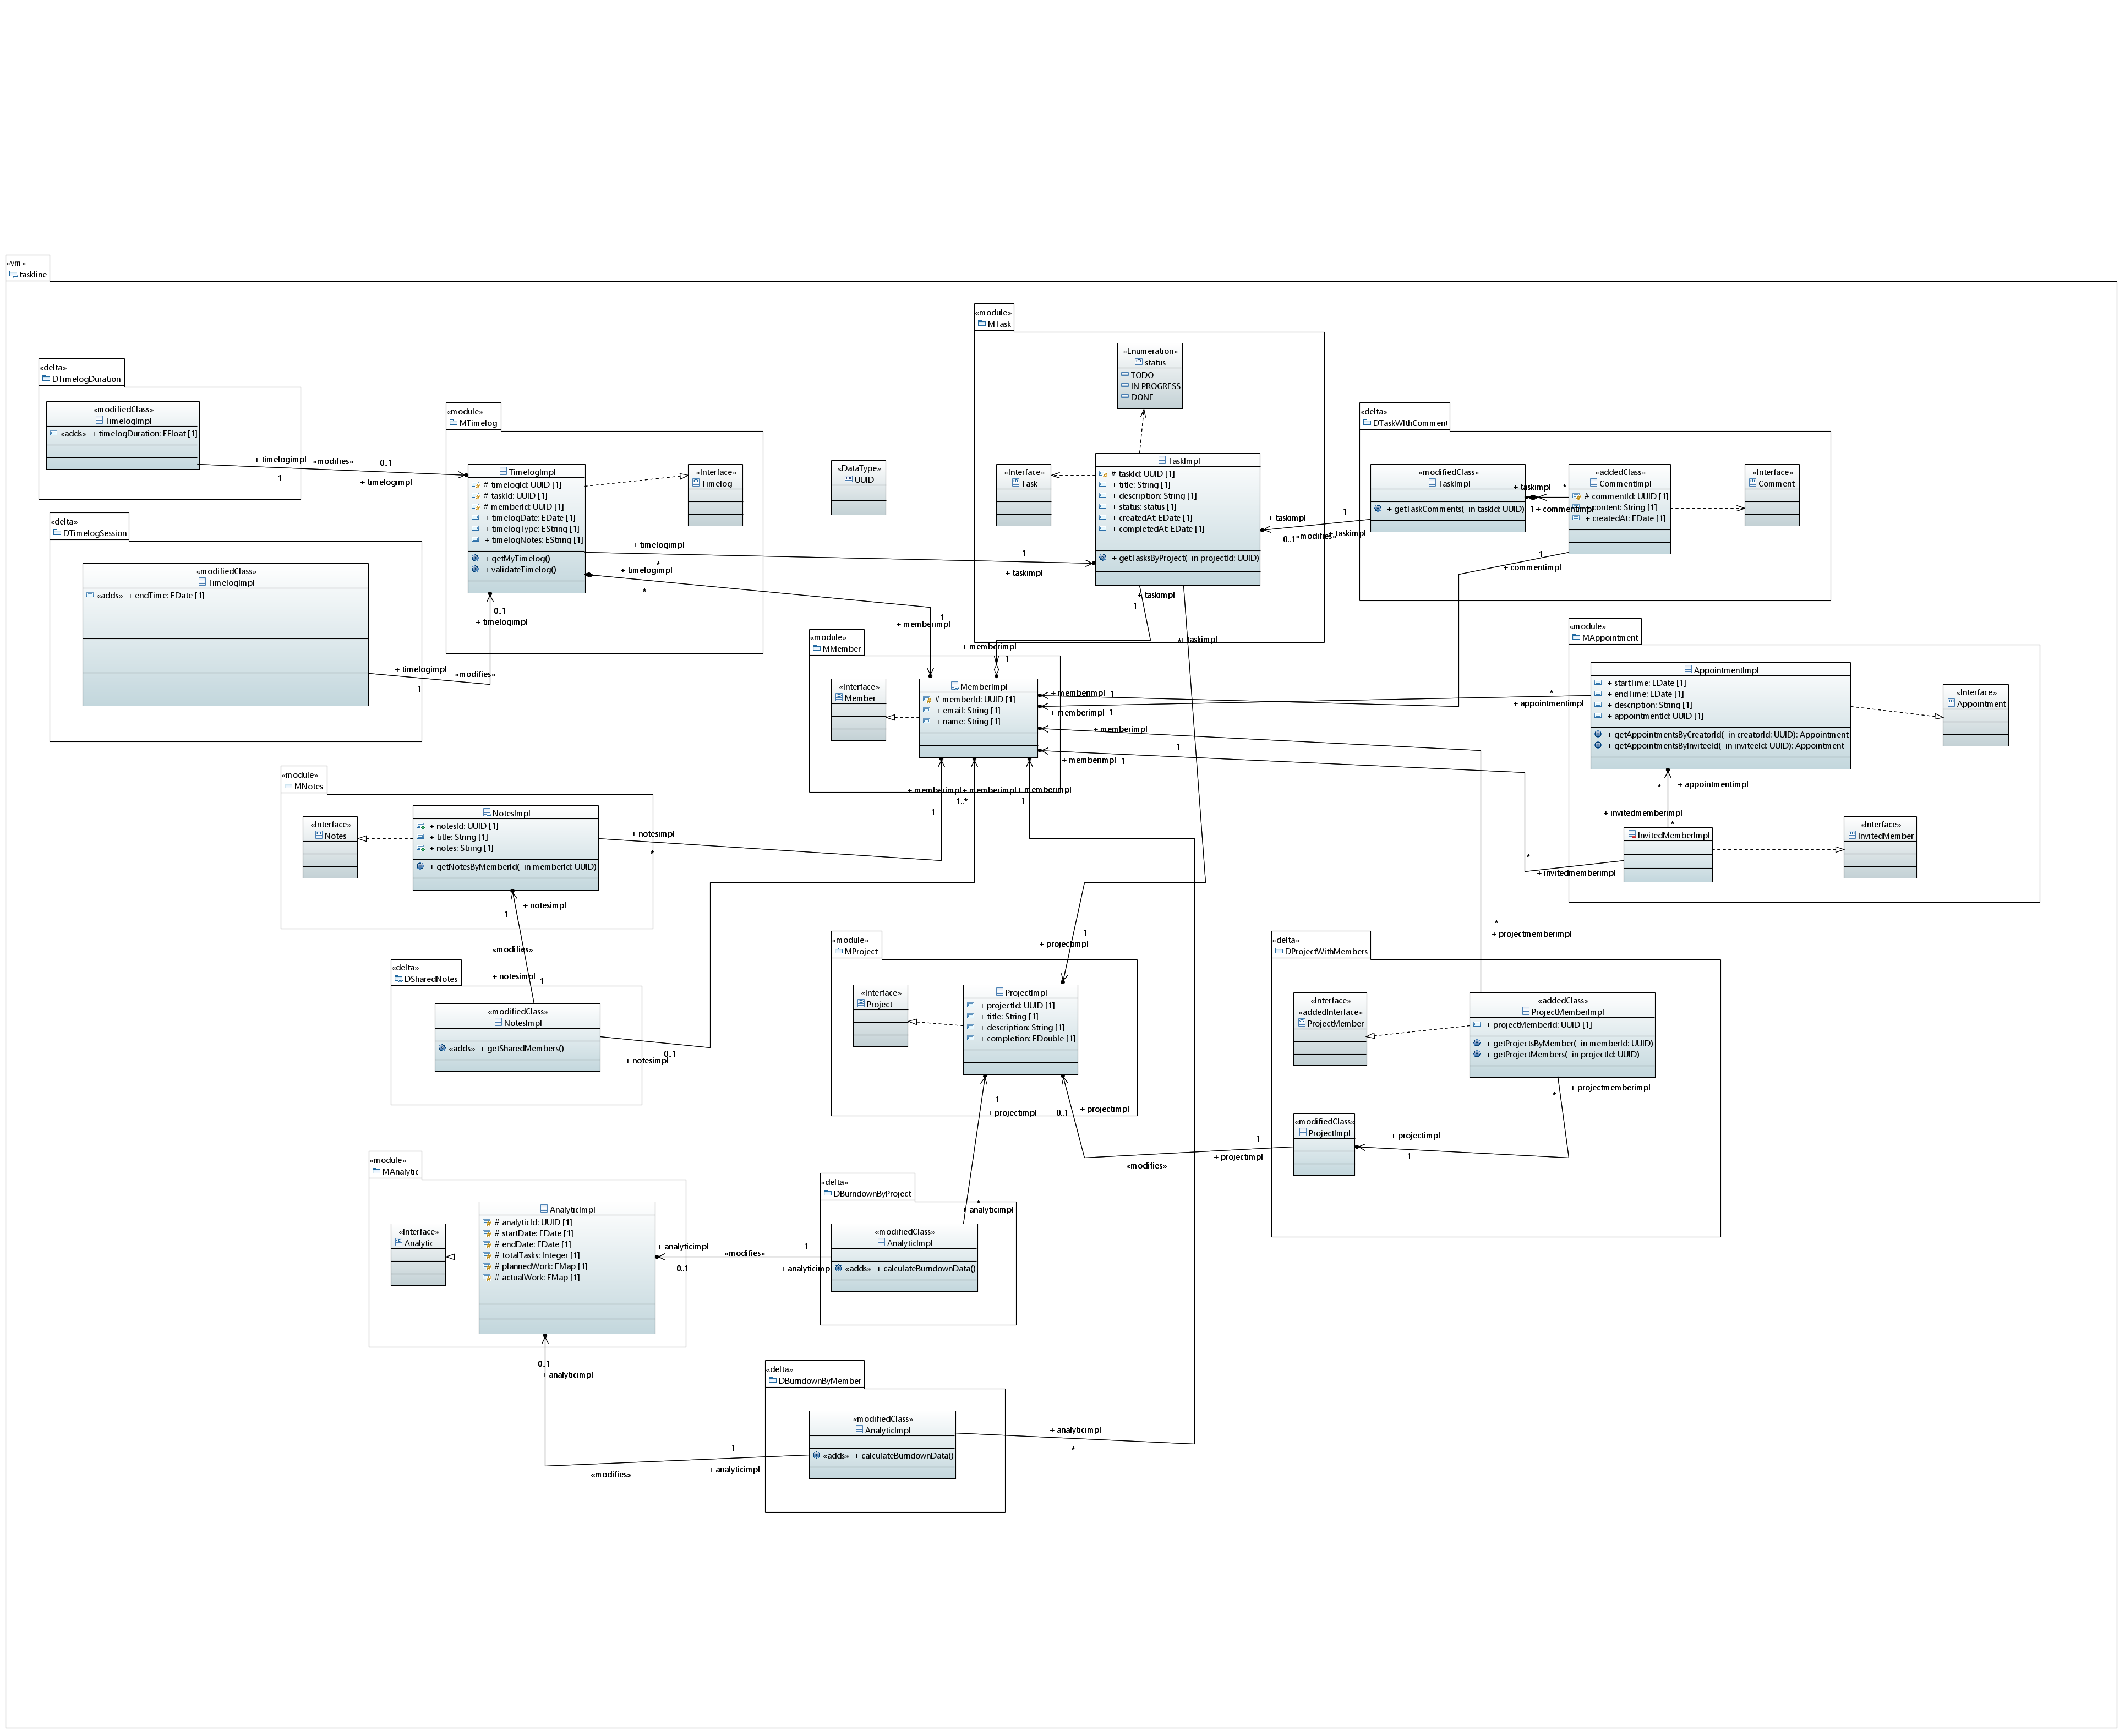 «vm»
taskline
«delta»
DTimelogDuration
«modifiedClass»
TimelogImpl
«adds» + timelogDuration: EFloat [1]
+ timelogimpl
«modifies»
0..1
1
+ timelogimpl
«delta»
DTimelogSession
«modifiedClass»
TimelogImpl
«adds» + endTime: EDate [1]
+ timelogimpl
«modifies»
1
0..1
+ timelogimpl
«module»
MTimelog
TimelogImpl
# timelogId: UUID [1]
# taskId: UUID [1]
# memberId: UUID [1]
+ timelogDate: EDate [1]
+ timelogType: EString [1]
+ timelogNotes: EString [1]
+ getMyTimelog()
+ validateTimelog()
«Interface»
Timelog
+ timelogimpl
*
+ timelogimpl
*
1
+ taskimpl
1
+ memberimpl
«DataType»
UUID
«module»
MTask
«Enumeration»
status
TODO
IN PROGRESS
DONE
«Interface»
Task
TaskImpl
# taskId: UUID [1]
+ title: String [1]
+ description: String [1]
+ status: status [1]
+ createdAt: EDate [1]
+ completedAt: EDate [1]
+ getTasksByProject( in projectId: UUID)
+ taskimpl
1
*
+ taskimpl
+ memberimpl
1
+ taskimpl
0..1
«modifies»
1
+ taskimpl
«delta»
DTaskWIthComment
«modifiedClass»
TaskImpl
+ getTaskComments( in taskId: UUID)
«addedClass»
CommentImpl
# commentId: UUID [1]
+ content: String [1]
+ createdAt: EDate [1]
«Interface»
Comment
+ taskimpl
*
1
+ commentimpl
1
+ commentimpl
«module»
MMember
«Interface»
Member
MemberImpl
# memberId: UUID [1]
+ email: String [1]
+ name: String [1]
+ memberimpl
1
+ memberimpl
1
+ memberimpl
1
+ memberimpl
1
+ memberimpl
1
+ memberimpl
1..*
+ memberimpl
1
«module»
MAppointment
AppointmentImpl
+ startTime: EDate [1]
+ endTime: EDate [1]
+ description: String [1]
+ appointmentId: UUID [1]
+ getAppointmentsByCreatorId( in creatorId: UUID): Appointment
+ getAppointmentsByInviteeId( in inviteeId: UUID): Appointment
«Interface»
Appointment
*
+ appointmentimpl
*
+ appointmentimpl
+ invitedmemberimpl
*
InvitedMemberImpl
«Interface»
InvitedMember
*
+ invitedmemberimpl
«module»
MNotes
«Interface»
Notes
NotesImpl
+ notesId: UUID [1]
+ title: String [1]
+ notes: String [1]
+ getNotesByMemberId( in memberId: UUID)
+ notesimpl
*
+ notesimpl
1
«modifies»
+ notesimpl
1
«delta»
DSharedNotes
«modifiedClass»
NotesImpl
«adds» + getSharedMembers()
0..1
+ notesimpl
«module»
MProject
«Interface»
Project
ProjectImpl
+ projectId: UUID [1]
+ title: String [1]
+ description: String [1]
+ completion: EDouble [1]
1
+ projectimpl
1
+ projectimpl
0..1
+ projectimpl
«modifies»
1
+ projectimpl
«delta»
DProjectWithMembers
«Interface»
«addedInterface»
ProjectMember
«addedClass»
ProjectMemberImpl
+ projectMemberId: UUID [1]
+ getProjectsByMember( in memberId: UUID)
+ getProjectMembers( in projectId: UUID)
*
+ projectmemberimpl
+ projectmemberimpl
*
«modifiedClass»
ProjectImpl
+ projectimpl
1
«module»
MAnalytic
«Interface»
Analytic
AnalyticImpl
# analyticId: UUID [1]
# startDate: EDate [1]
# endDate: EDate [1]
# totalTasks: Integer [1]
# plannedWork: EMap [1]
# actualWork: EMap [1]
+ analyticimpl
0..1
«modifies»
1
+ analyticimpl
«delta»
DBurndownByProject
*
+ analyticimpl
«modifiedClass»
AnalyticImpl
«adds» + calculateBurndownData()
0..1
+ analyticimpl
«delta»
DBurndownByMember
«modifiedClass»
AnalyticImpl
«adds» + calculateBurndownData()
+ analyticimpl
*
1
+ analyticimpl
«modifies»